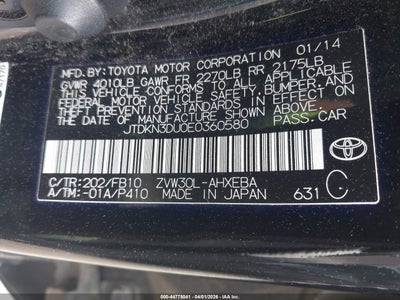 MFD.BY:TOYOTA MOTOR CORPORATION 01/14
GVWR 4010LB GAWR FR 2270LB RR 2175LB
THIS VEHICLE CONFORMS TO ALL APPLICABLE
FEDERAL MOTOR VEHICLE SAFETY, BUMPER, AND
THEFT PREVENTION STANDARDS IN EFFECT ON THE DATE OF
MANUFACTURE SHOWN ABOVE.
JTDKN3DU0E0360580 PASS.CAR
C/TR:202/FB10 ZVW30L-AHXEBA
A/TM:-01A/P410 MADE IN JAPAN 631 C
TOYOTA
000-44775041 - 04/01/2026 - IAAI.COM